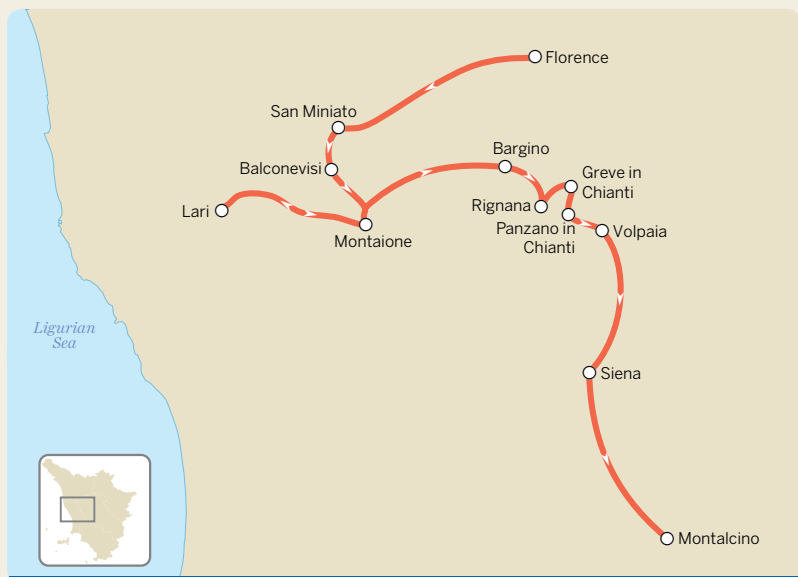 Florence
San Miniato
Bargino
Balconevisi
Greve in
Chianti
Lari
Rignana
Panzano in
Chianti
Volpaia
Montaione
Ligurian
Sea
Siena
Montalcino